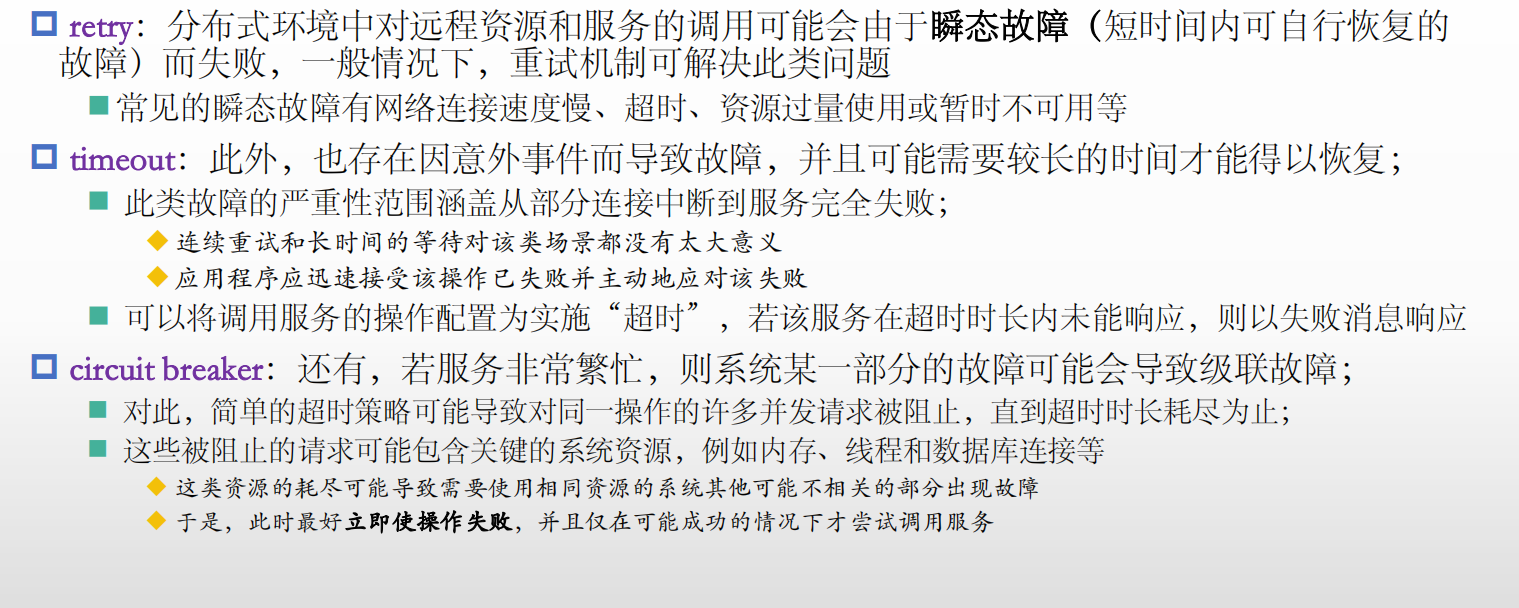 retry：分布式环境中对远程资源和服务的调用可能会由于瞬态故障（短时间内可自行恢复的
故障）而失败，一般情况下，重试机制可解决此类问题
常见的瞬态故障有网络连接速度慢、超时、资源过量使用或暂时不可用等
timeout：此外，也存在因意外事件而导致故障，并且可能需要较长的时间才能得以恢复；
此类故障的严重性范围涵盖从部分连接中断到服务完全失败；
连续重试和长时间的等待对该类场景都没有太大意义
应用程序应迅速接受该操作已失败并主动地应对该失败
可以将调用服务的操作配置为实施“超时”，若该服务在超时时长内未能响应，则以失败消息响应
circuit breaker：还有，若服务非常繁忙，则系统某一部分的故障可能会导致级联故障；
对此，简单的超时策略可能导致对同一操作的许多并发请求被阻止，直到超时时长耗尽为止；
这些被阻止的请求可能包含关键的系统资源，例如内存、线程和数据库连接等
这类资源的耗尽可能导致需要使用相同资源的系统其他可能不相关的部分出现故障
于是，此时最好立即使操作失败，并且仅在可能成功的情况下才尝试调用服务